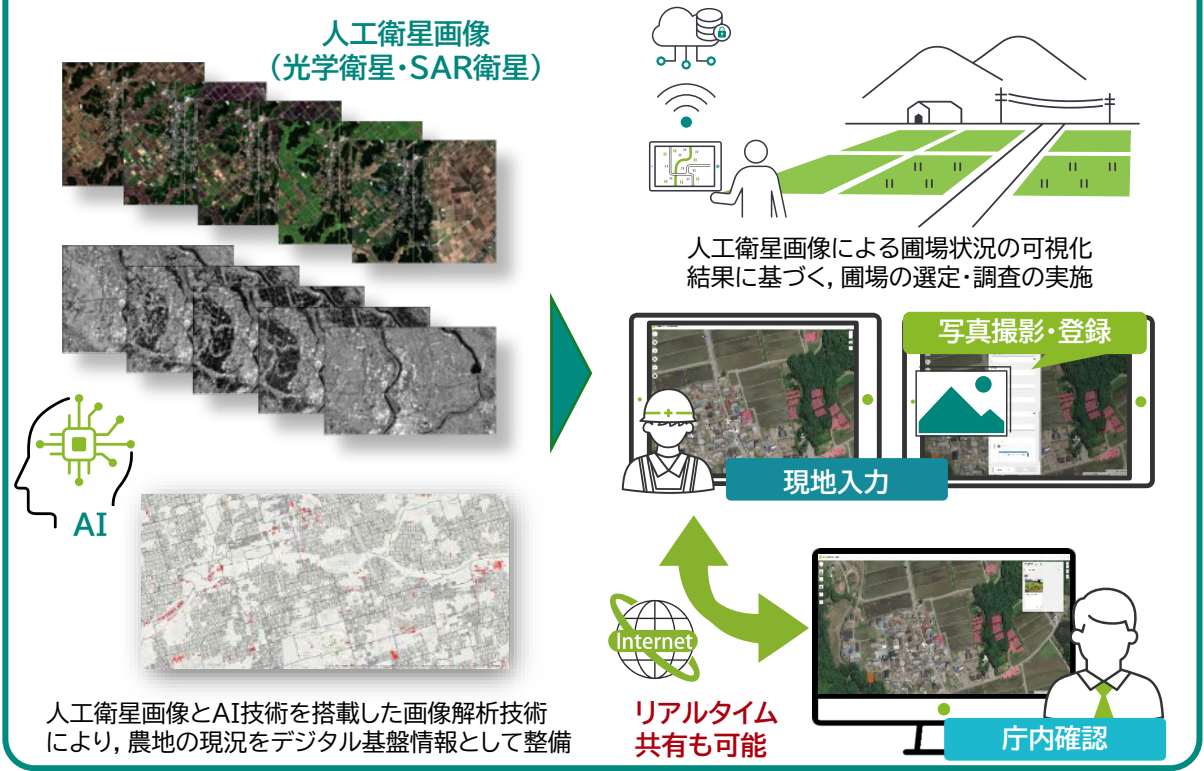 人工衛星画像
（光学衛星・SAR衛星）
AI
人工衛星画像とAI技術を搭載した画像解析技術
により，農地の現況をデジタル基盤情報として整備
人工衛星画像による圃場状況の可視化
結果に基づく，圃場の選定・調査の実施
写真撮影・登録
現地入力
Internet
リアルタイム
共有も可能
庁内確認